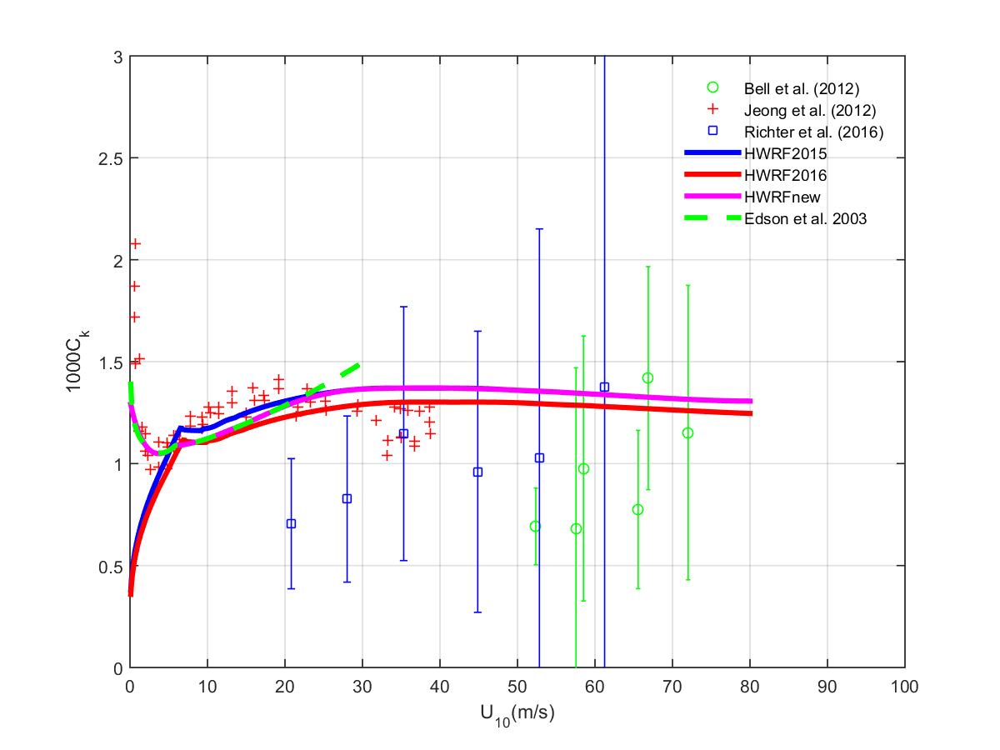 3
2.5
2
1.5
1
0.5
0
1000Ck
Bell et al. (2012)
Jeong et al. (2012)
Richter et al. (2016)
HWRF2015
HWRF2016
HWRFnew
Edson et al. 2003
0 10 20 30 40 50 60 70 80 90 100
U10(m/s)